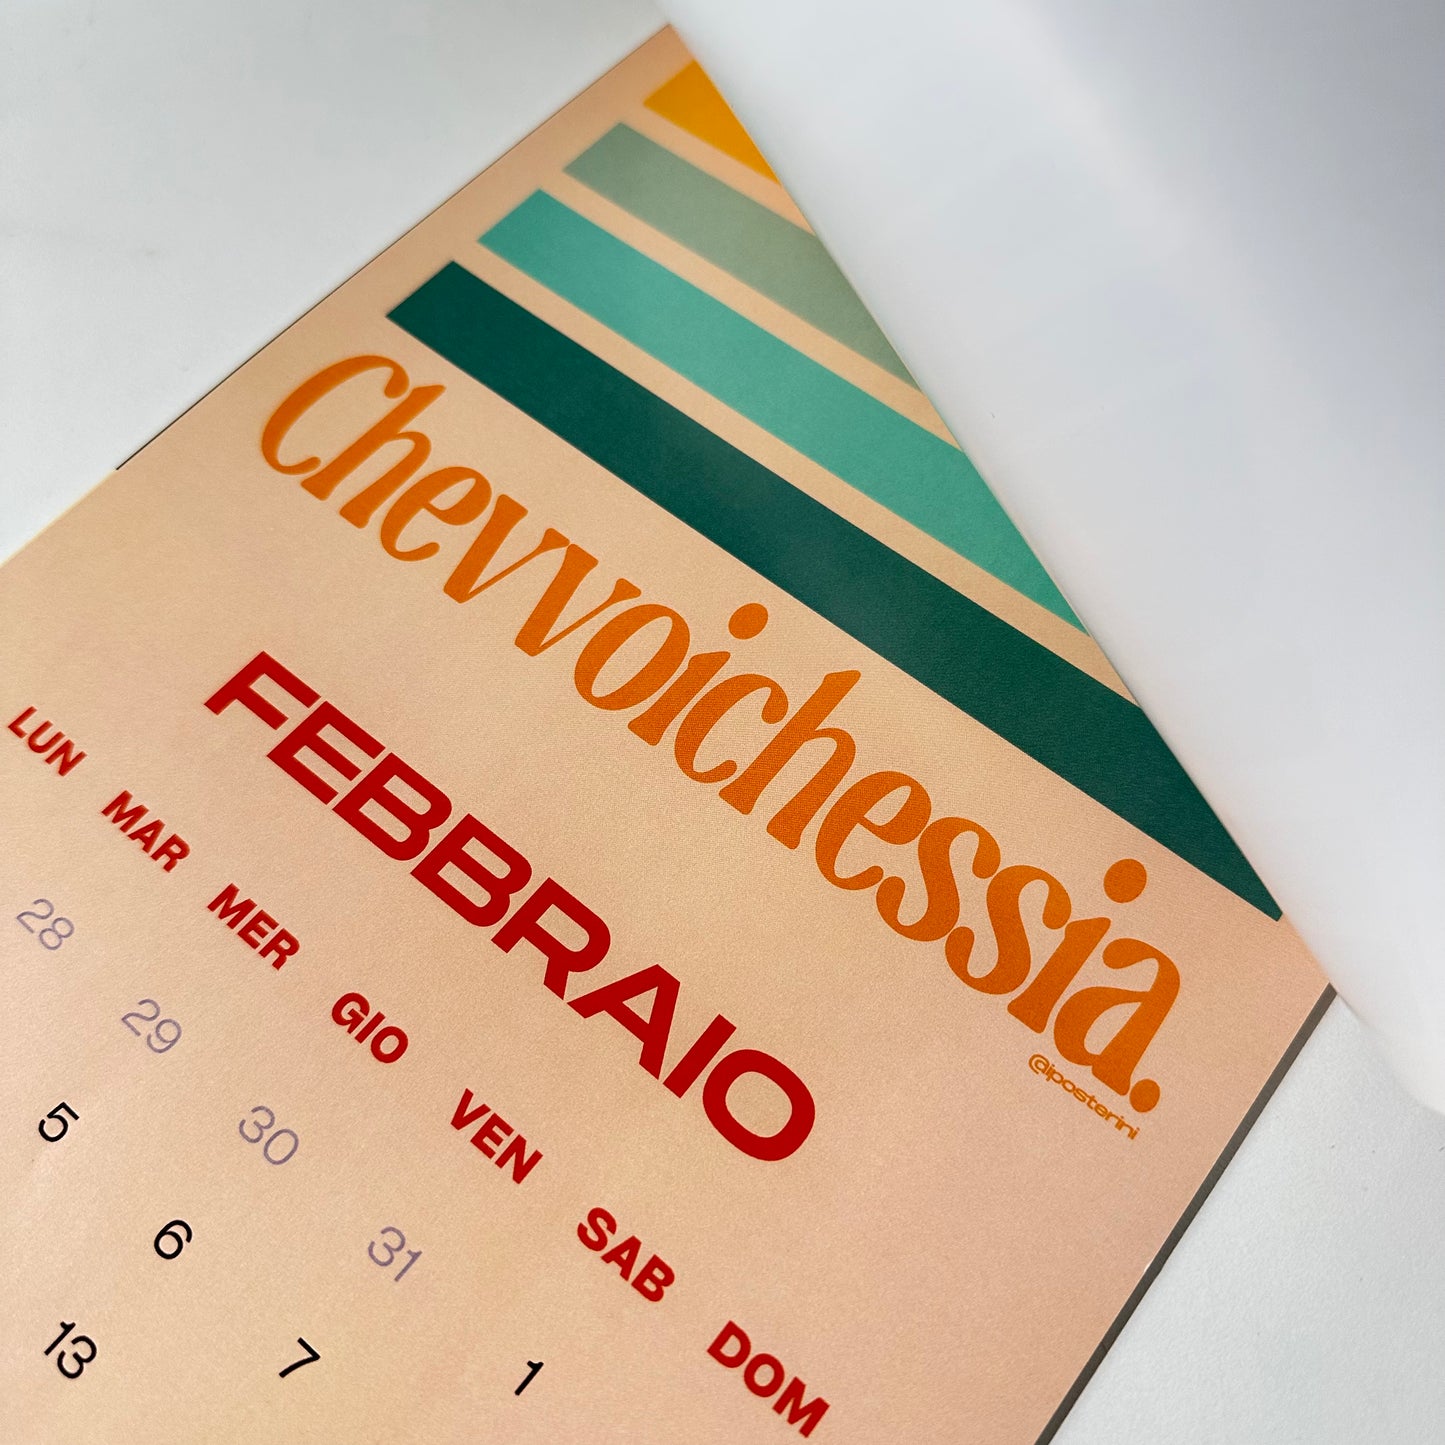 Chevvoichessia.
@iposterini
FEBBRAIO
LUN MAR MER GIO VEN SAB DOM
28 29 30 31 1
5 6 7
13